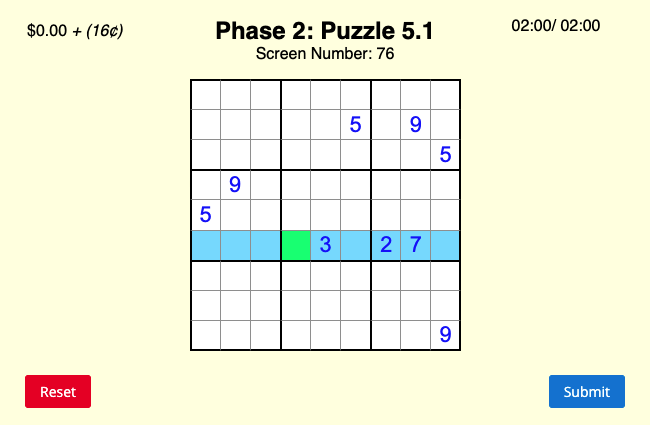 $0.00 + (16¢)
Phase 2: Puzzle 5.1
02:00/ 02:00
Screen Number: 76
5 9
5
9
5
3 2 7
9
Reset
Submit